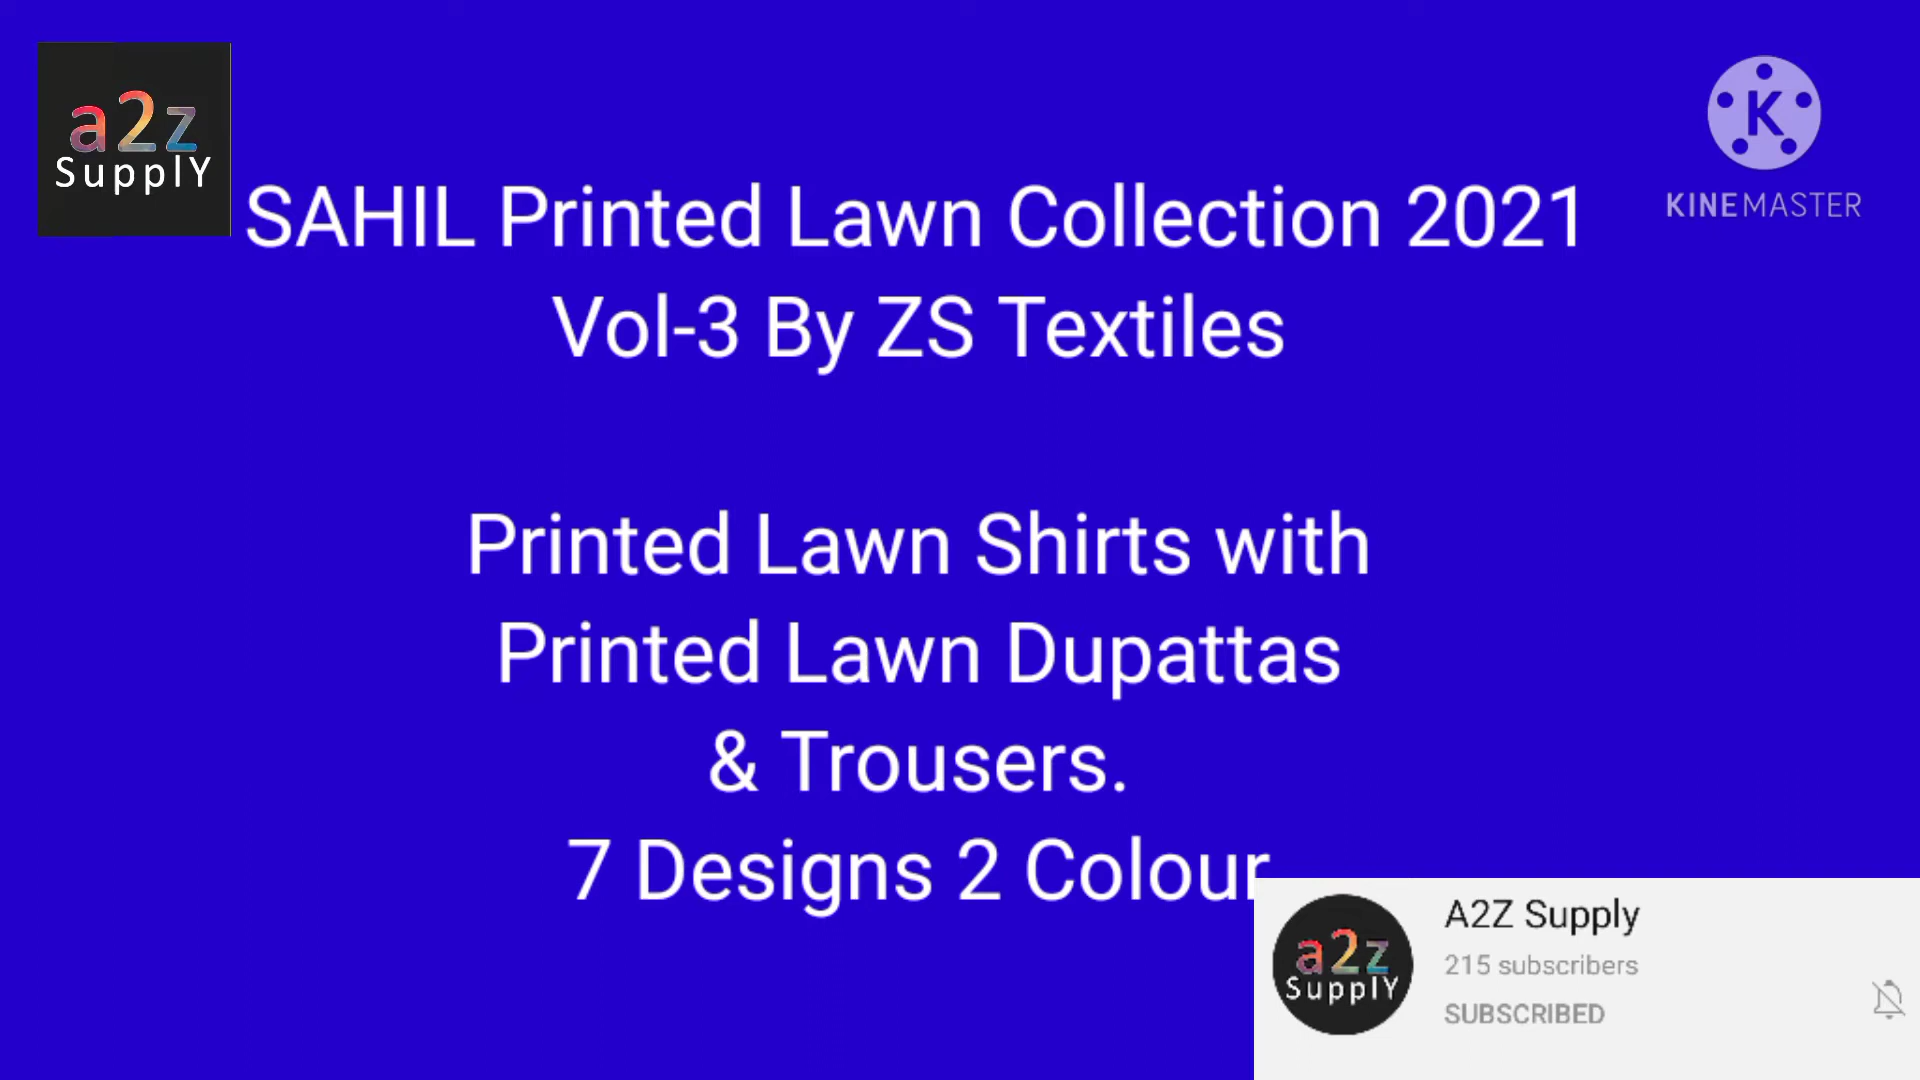 a2z
SupplY
K
KINEMASTER
SAHIL Printed Lawn Collection 2021
Vol-3 By ZS Textiles
Printed Lawn Shirts with
Printed Lawn Dupattas
& Trousers.
7 Designs 2 Colour
a2z
SupplY
A2Z Supply
215 subscribers
SUBSCRIBED